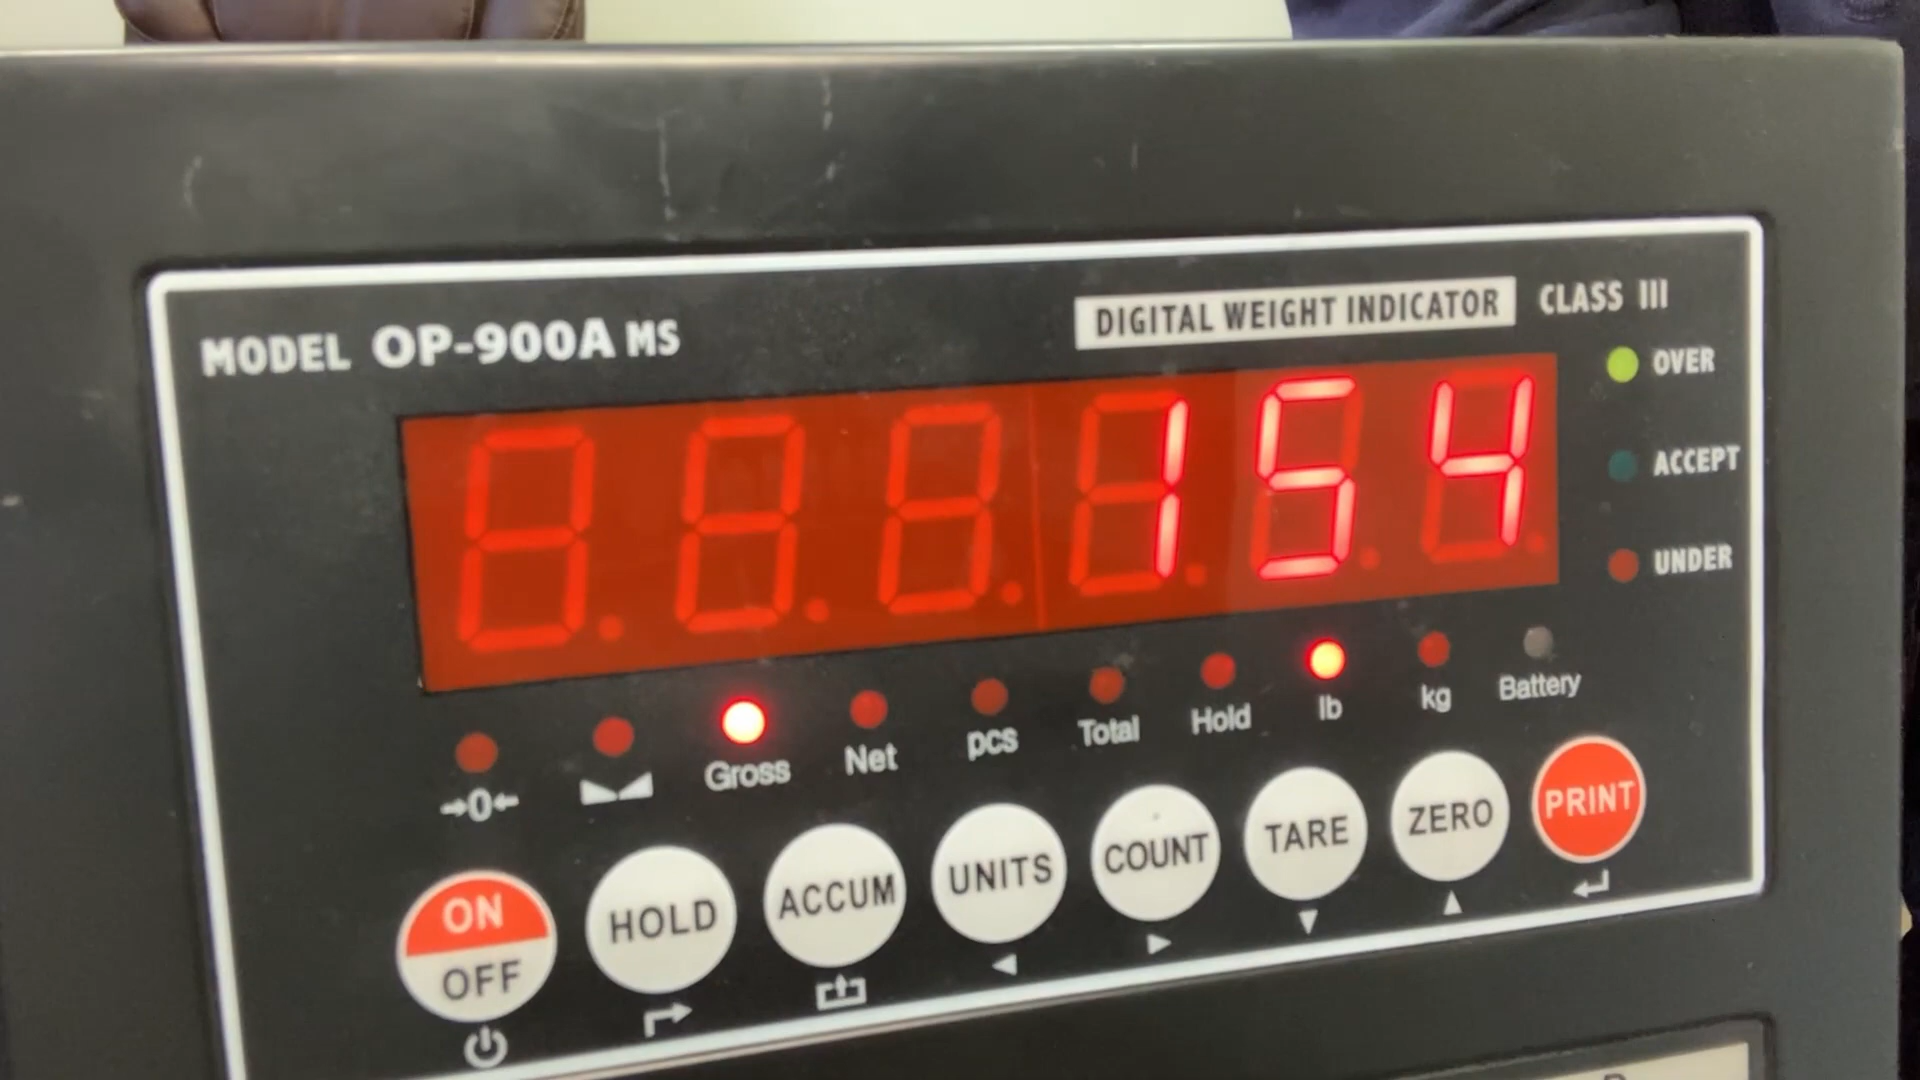 MODEL OP-900A MS
DIGITAL WEIGHT INDICATOR CLASS III
154
OVER
ACCEPT
UNDER
→0← Gross Net pcs Total Hold lb kg Battery
ON OFF HOLD ACCUM UNITS COUNT TARE ZERO PRINT